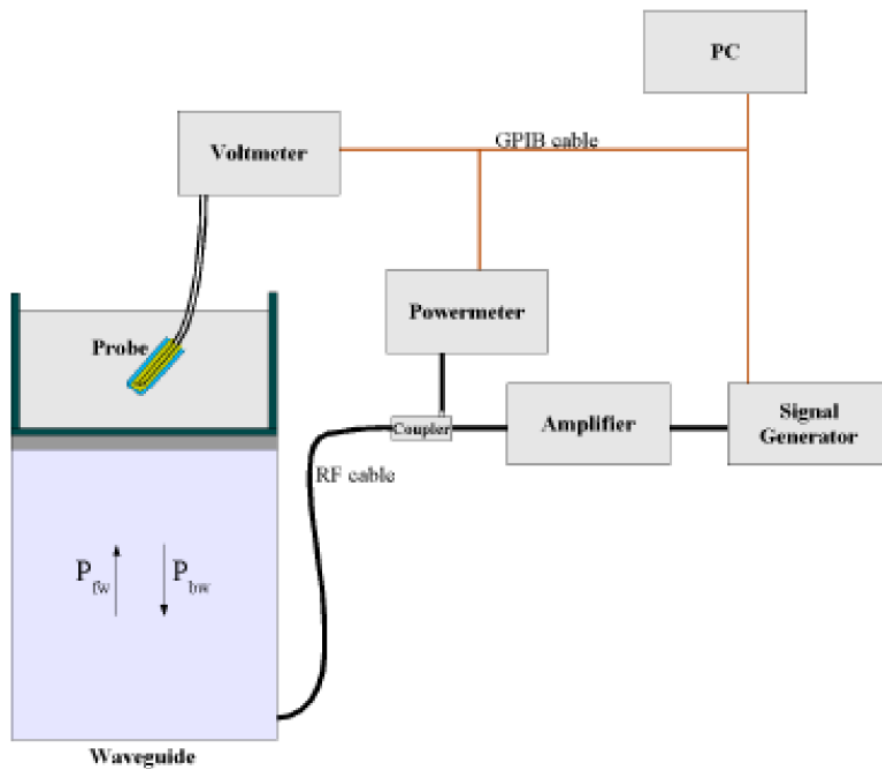 PC
Voltmeter
GPIB cable
Powermeter
Probe
Coupler
Amplifier
Signal
Generator
RF cable
P fw
P bw
Waveguide